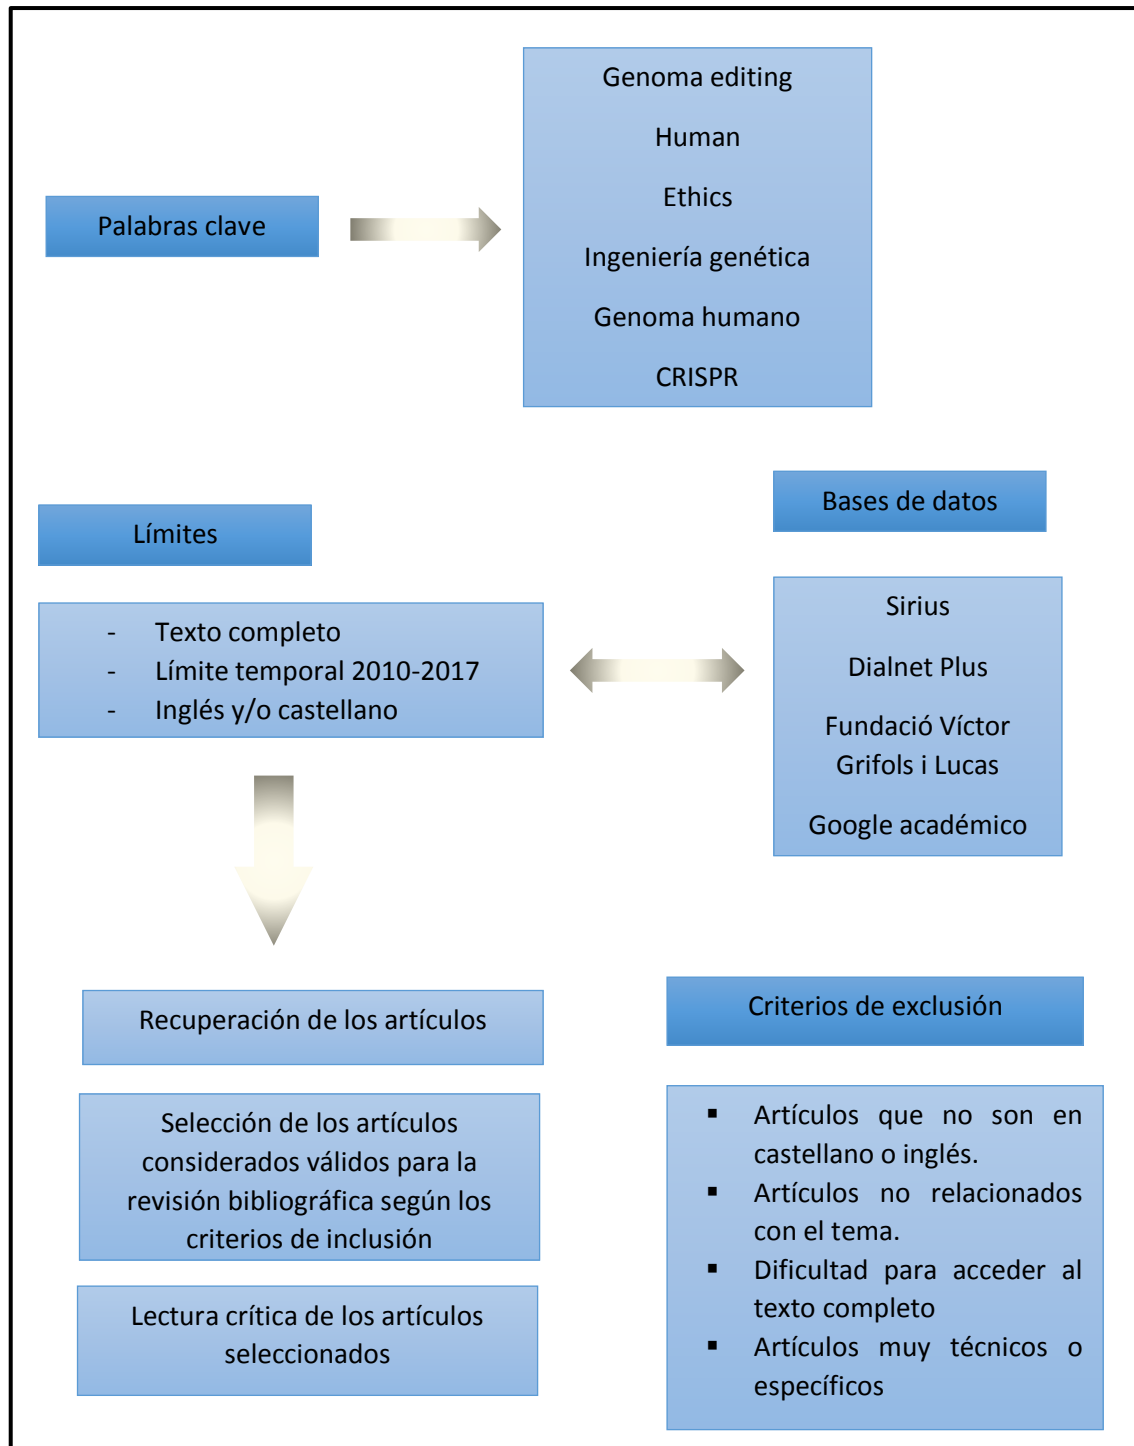 Palabras clave
Genoma editing
Human
Ethics
Ingeniería genética
Genoma humano
CRISPR
Límites
- Texto completo
- Límite temporal 2010-2017
- Inglés y/o castellano
Bases de datos
Sirius
Dialnet Plus
Fundació Víctor
Grifols i Lucas
Google académico
Recuperación de los artículos
Selección de los artículos
considerados válidos para la
revisión bibliográfica según los
criterios de inclusión
Lectura crítica de los artículos
seleccionados
Criterios de exclusión
▪ Artículos que no son en
castellano o inglés.
▪ Artículos no relacionados
con el tema.
▪ Dificultad para acceder al
texto completo
▪ Artículos muy técnicos o
específicos